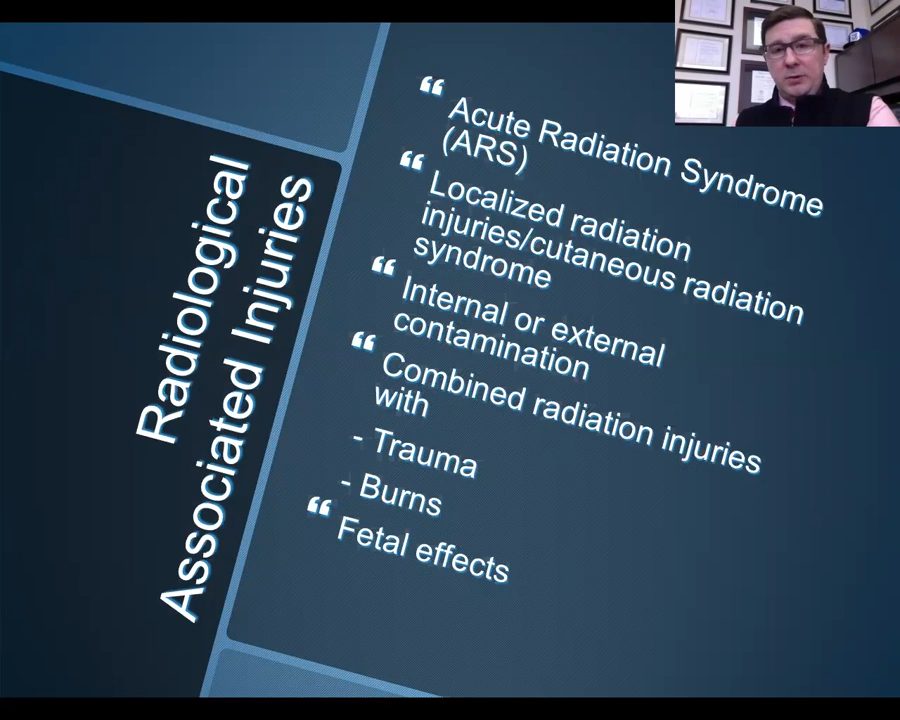 Radiological
Associated Injuries
“ Acute Radiation Syndrome
(ARS)
“ Localized radiation
injuries/cutaneous radiation
syndrome
“ Internal or external
contamination
“ Combined radiation injuries
with
- Trauma
- Burns
“ Fetal effects